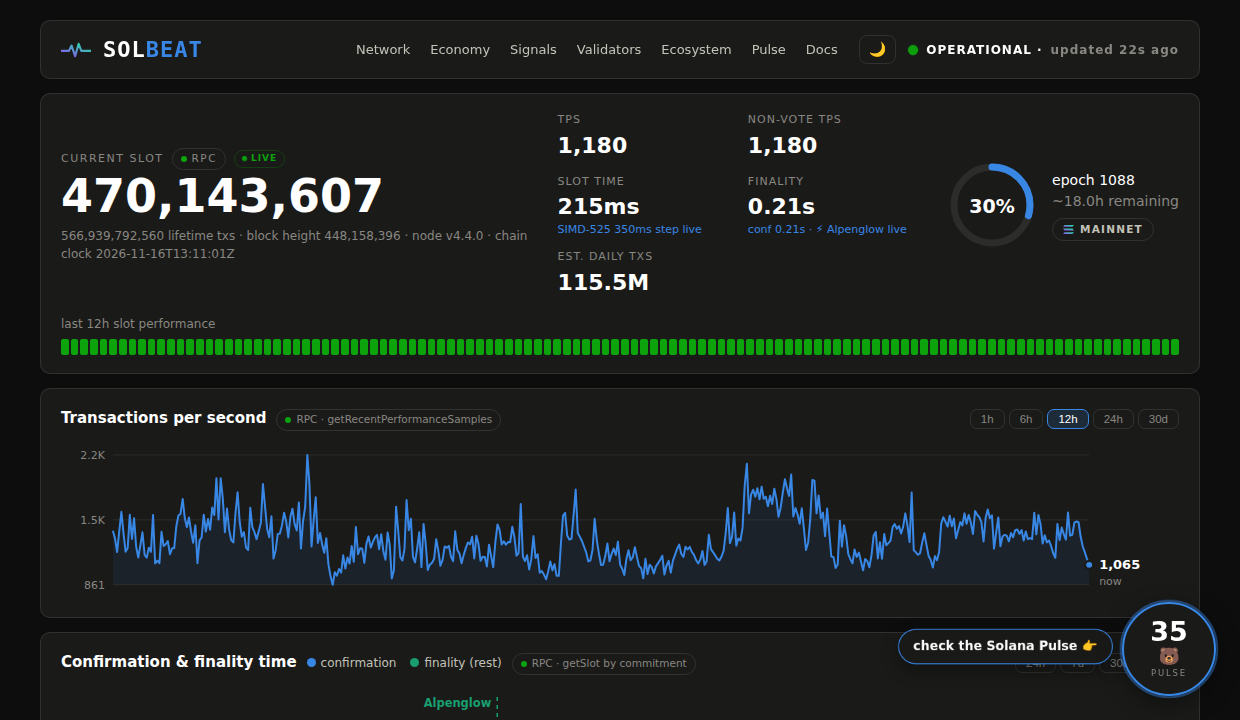 SOLBEAT
Network Economy Signals Validators Ecosystem Pulse Docs
OPERATIONAL · updated 22s ago
CURRENT SLOT RPC LIVE
470,143,607
566,939,792,560 lifetime txs · block height 448,158,396 · node v4.4.0 · chain
clock 2026-11-16T13:11:01Z
TPS
1,180
NON-VOTE TPS
1,180
SLOT TIME
215ms
SIMD-525 350ms step live
FINALITY
0.21s
conf 0.21s · ⚡ Alpenglow live
EST. DAILY TXS
115.5M
30%
epoch 1088
~18.0h remaining
MAINNET
last 12h slot performance
Transactions per second RPC · getRecentPerformanceSamples
1h 6h 12h 24h 30d
2.2K
1.5K
861
1,065
now
Confirmation & finality time confirmation finality (rest) RPC · getSlot by commitment
check the Solana Pulse 👉
35
PULSE
Alpenglow